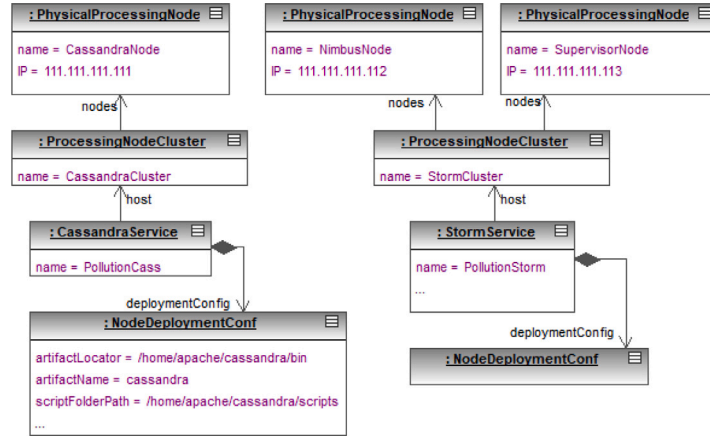 : PhysicalProcessingNode
name = CassandraNode
IP = 111.111.111.111
: PhysicalProcessingNode
name = NimbusNode
IP = 111.111.111.112
: PhysicalProcessingNode
name = SupervisorNode
IP = 111.111.111.113
nodes
nodes
nodes
: ProcessingNodeCluster
name = CassandraCluster
: ProcessingNodeCluster
name = StormCluster
host
host
: CassandraService
name = PollutionCass
: StormService
name = PollutionStorm
...
deploymentConfig
: NodeDeploymentConf
artifactLocator = /home/apache/cassandra/bin
artifactName = cassandra
scriptFolderPath = /home/apache/cassandra/scripts
...
deploymentConfig
: NodeDeploymentConf